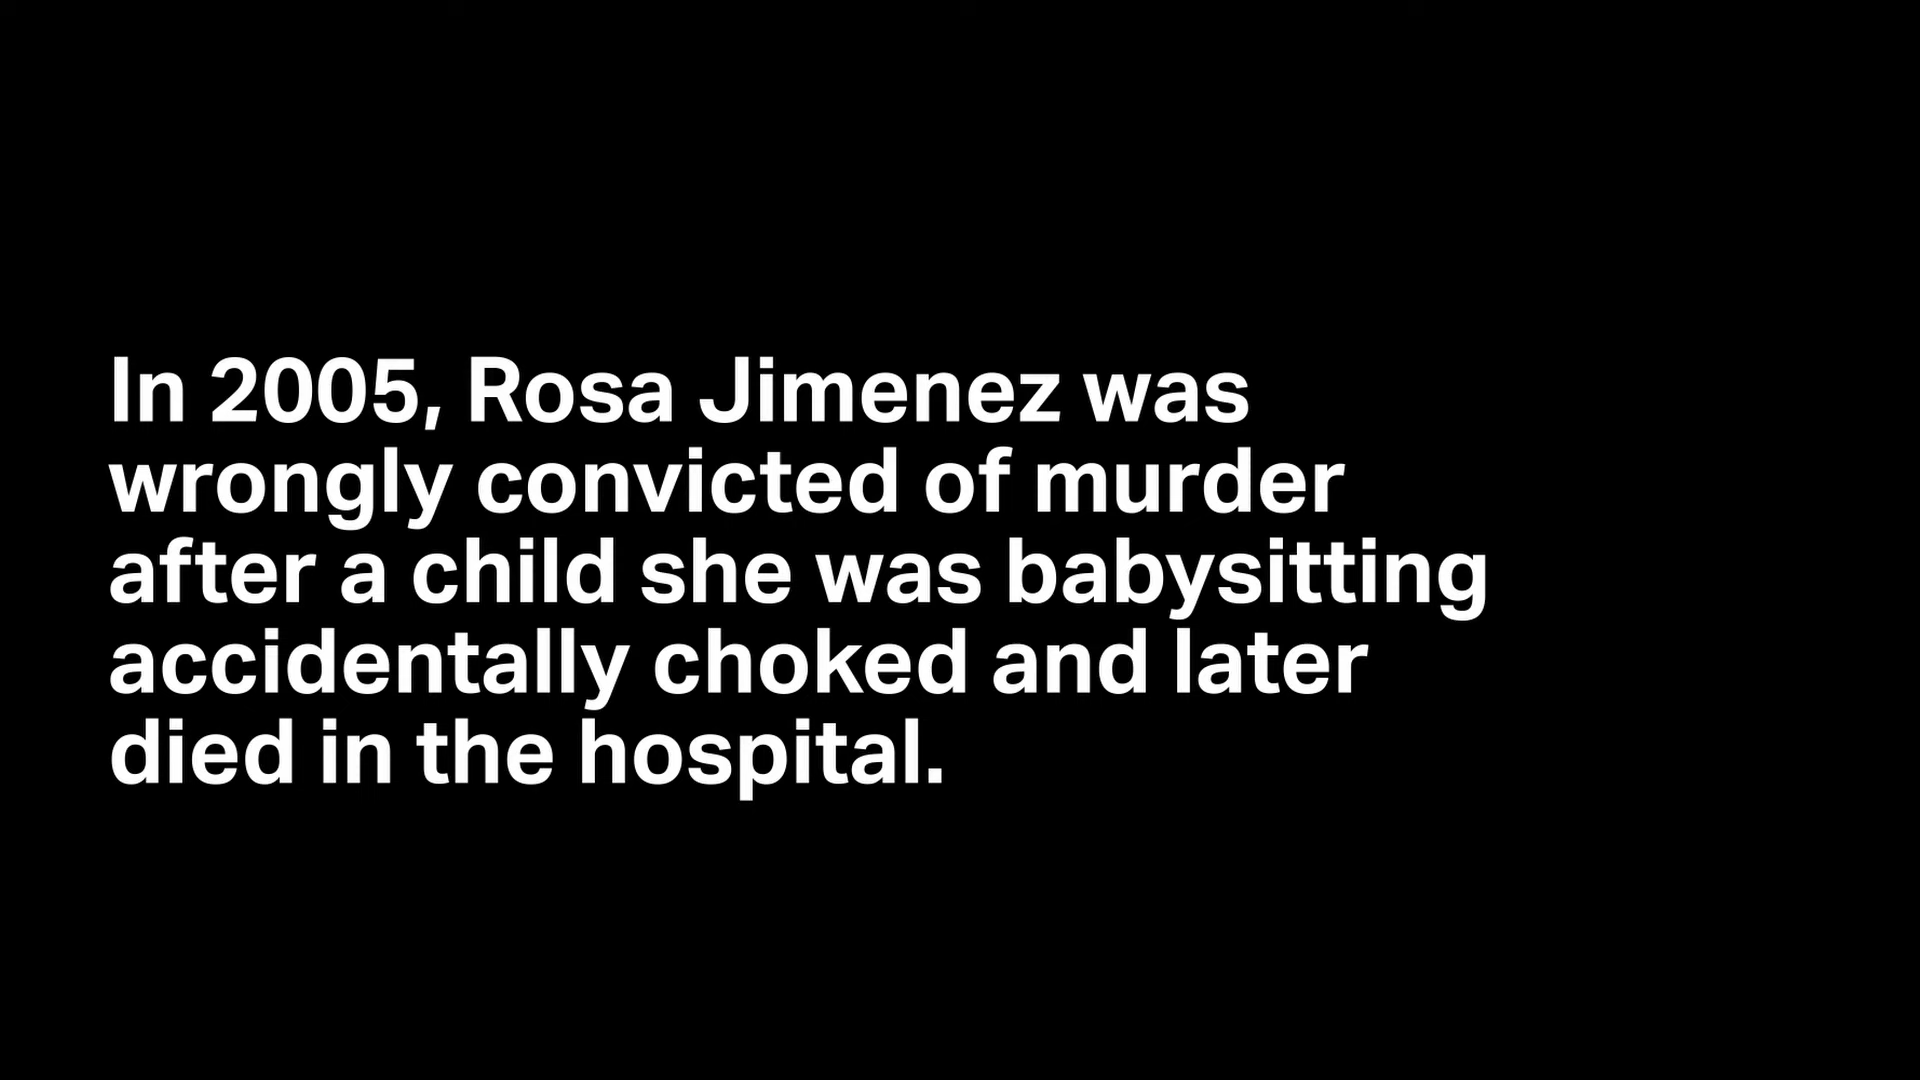 In 2005, Rosa Jimenez was
wrongly convicted of murder
after a child she was babysitting
accidentally choked and later
died in the hospital.